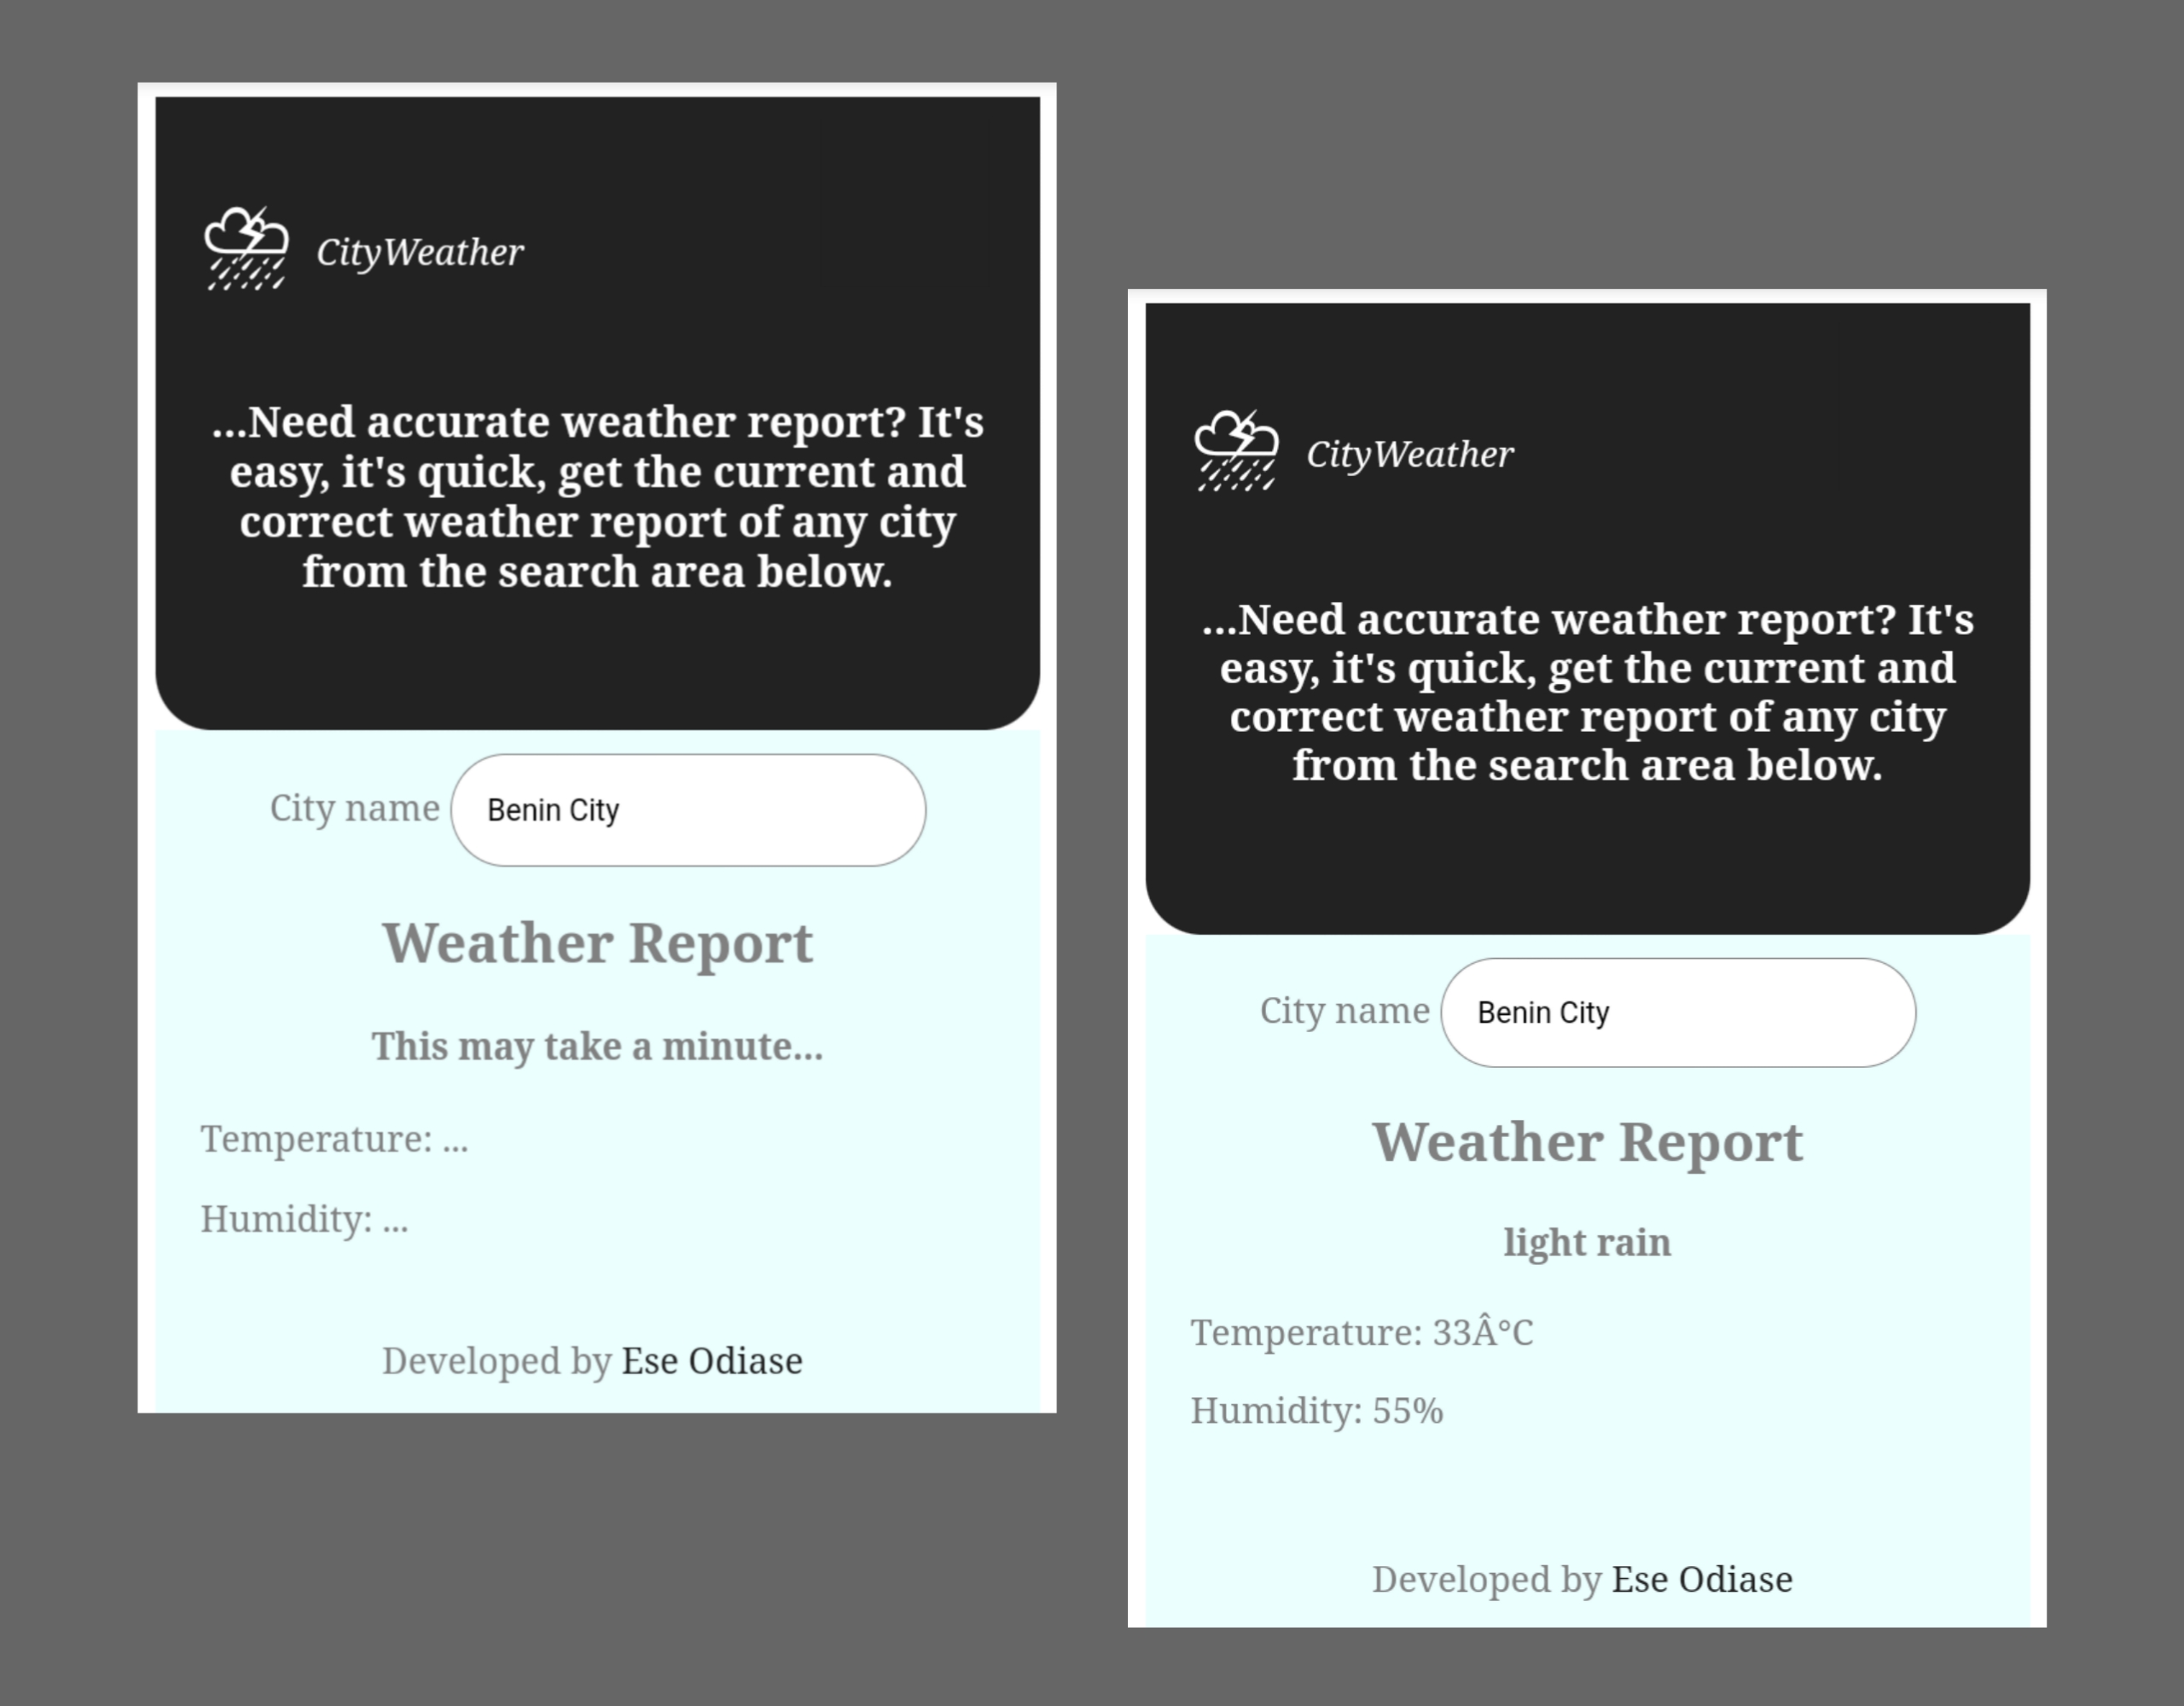 CityWeather
...Need accurate weather report? It's
easy, it's quick, get the current and
correct weather report of any city
from the search area below.
City name Benin City
Weather Report
This may take a minute...
Temperature: ...
Humidity: ...
Developed by Ese Odiase
CityWeather
...Need accurate weather report? It's
easy, it's quick, get the current and
correct weather report of any city
from the search area below.
City name Benin City
Weather Report
light rain
Temperature: 33Â°C
Humidity: 55%
Developed by Ese Odiase